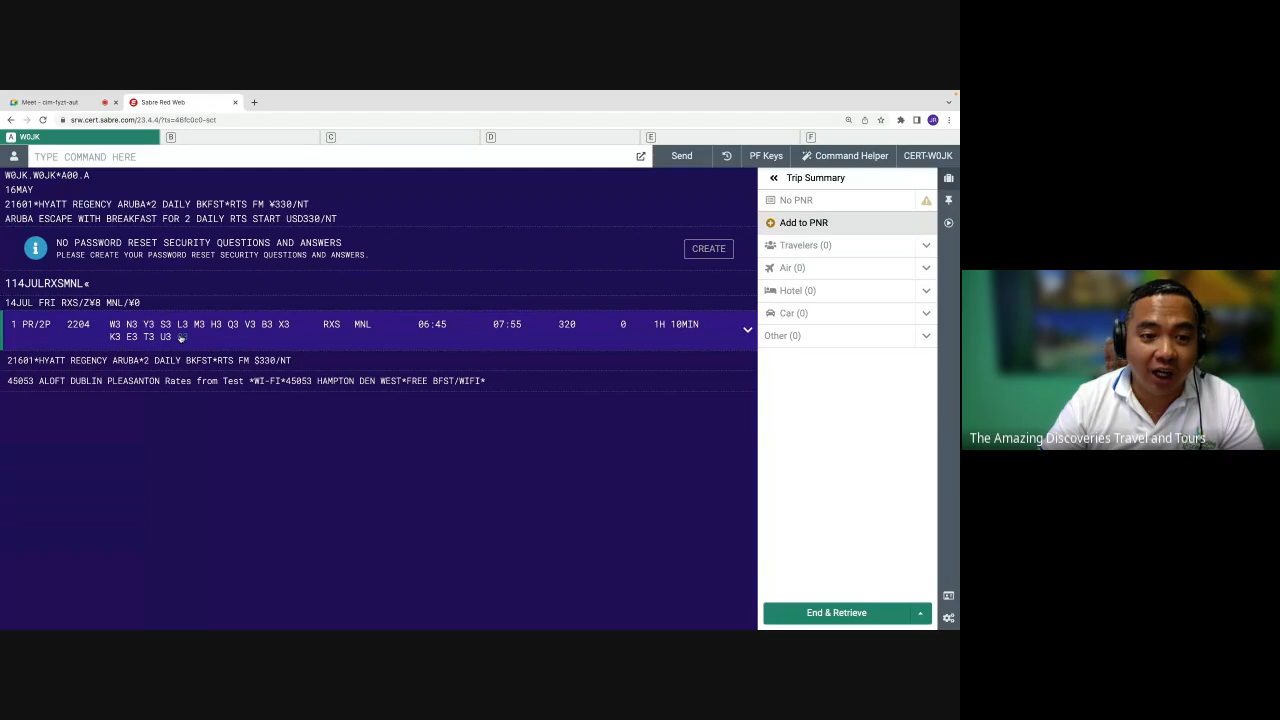 Meet - cim-fyzt-aut
Sabre Red Web
srw.cert.sabre.com/23.4.4/?ts=46fc0c0-sct
A W0JK
B
C
D
E
F
TYPE COMMAND HERE
Send
PF Keys
Command Helper
CERT-W0JK
W0JK.W0JK*A00.A
16MAY
21601*HYATT REGENCY ARUBA*2 DAILY BKFST*RTS FM ¥330/NT
ARUBA ESCAPE WITH BREAKFAST FOR 2 DAILY RTS START USD330/NT
NO PASSWORD RESET SECURITY QUESTIONS AND ANSWERS
PLEASE CREATE YOUR PASSWORD RESET SECURITY QUESTIONS AND ANSWERS.
CREATE
114JULRXSMNL«
14JUL FRI RXS/Z¥8 MNL/¥0
1 PR/2P 2204 W3 N3 Y3 S3 L3 M3 H3 Q3 V3 B3 X3 RXS MNL 06:45 07:55 320 0 1H 10MIN
K3 E3 T3 U3
21601*HYATT REGENCY ARUBA*2 DAILY BKFST*RTS FM $330/NT
45053 ALOFT DUBLIN PLEASANTON Rates from Test *WI-FI*45053 HAMPTON DEN WEST*FREE BFST/WIFI*
Trip Summary
No PNR
Add to PNR
Travelers (0)
Air (0)
Hotel (0)
Car (0)
Other (0)
End & Retrieve
The Amazing Discoveries Travel and Tours